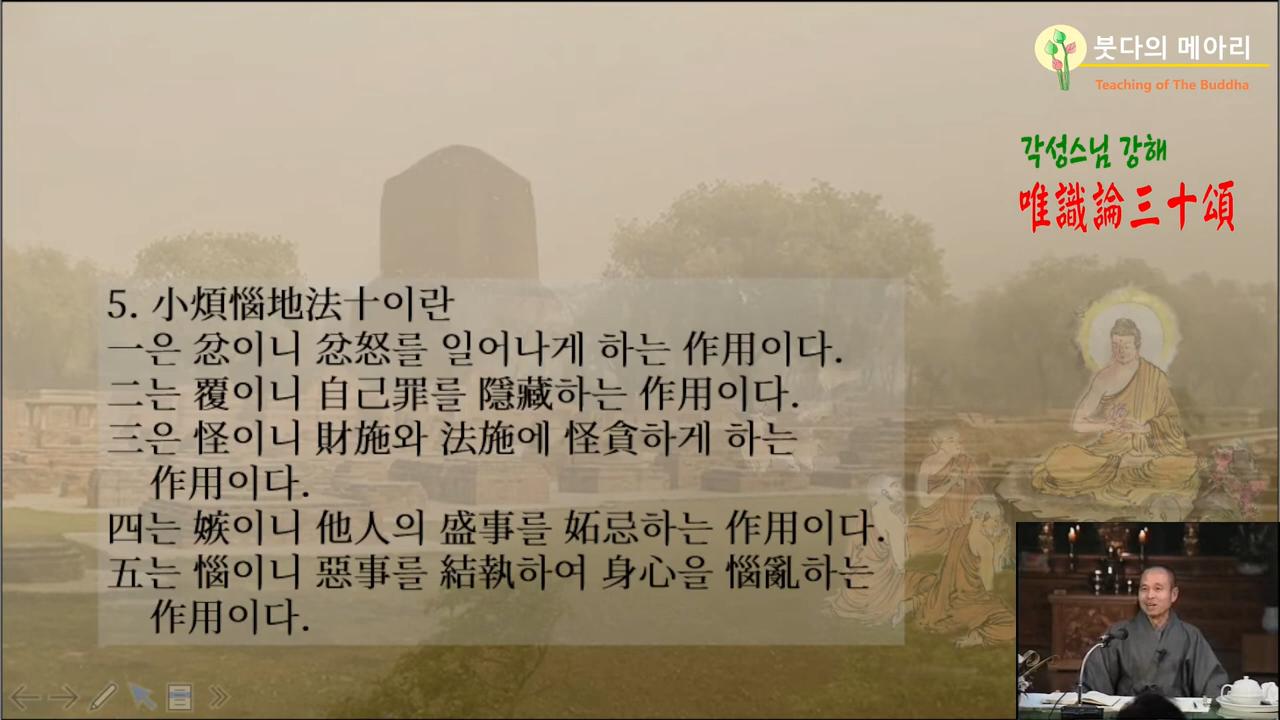 붓다의 메아리
Teaching of The Buddha
각성스님 강해
唯識論三十頌
5. 小煩惱地法十이란
一은 忿이니 忿怒를 일어나게 하는 作用이다.
二는 覆이니 自己罪를 隱藏하는 作用이다.
三은 怪이니 財施와 法施에 怪貪하게 하는
作用이다.
四는 嫉이니 他人의 盛事를 妬忌하는 作用이다.
五는 惱이니 惡事를 結執하여 身心을 惱亂하는
作用이다.